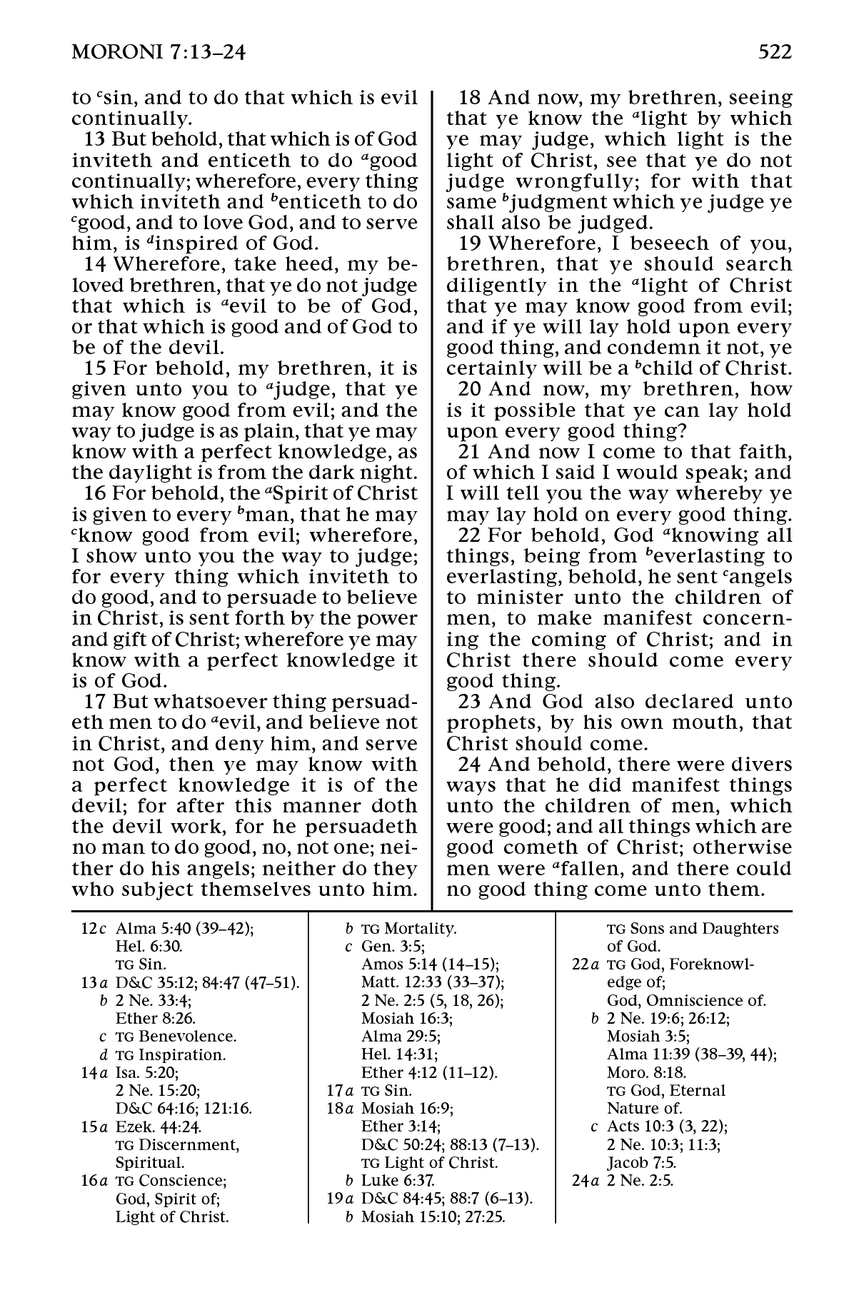 MORONI 7:13–24
522
to ᶜsin, and to do that which is evil
continually.
13 But behold, that which is of God
inviteth and enticeth to do ᵃgood
continually; wherefore, every thing
which inviteth and ᵇenticeth to do
ᶜgood, and to love God, and to serve
him, is ᵈinspired of God.
14 Wherefore, take heed, my be-
loved brethren, that ye do not judge
that which is ᵃevil to be of God,
or that which is good and of God to
be of the devil.
15 For behold, my brethren, it is
given unto you to ᵃjudge, that ye
may know good from evil; and the
way to judge is as plain, that ye may
know with a perfect knowledge, as
the daylight is from the dark night.
16 For behold, the ᵃSpirit of Christ
is given to every ᵇman, that he may
ᶜknow good from evil; wherefore,
I show unto you the way to judge;
for every thing which inviteth to
do good, and to persuade to believe
in Christ, is sent forth by the power
and gift of Christ; wherefore ye may
know with a perfect knowledge it
is of God.
17 But whatsoever thing persuad-
eth men to do ᵃevil, and believe not
in Christ, and deny him, and serve
not God, then ye may know with
a perfect knowledge it is of the
devil; for after this manner doth
the devil work, for he persuadeth
no man to do good, no, not one; nei-
ther do his angels; neither do they
who subject themselves unto him.
18 And now, my brethren, seeing
that ye know the ᵃlight by which
ye may judge, which light is the
light of Christ, see that ye do not
judge wrongfully; for with that
same ᵇjudgment which ye judge ye
shall also be judged.
19 Wherefore, I beseech of you,
brethren, that ye should search
diligently in the ᵃlight of Christ
that ye may know good from evil;
and if ye will lay hold upon every
good thing, and condemn it not, ye
certainly will be a ᵇchild of Christ.
20 And now, my brethren, how
is it possible that ye can lay hold
upon every good thing?
21 And now I come to that faith,
of which I said I would speak; and
I will tell you the way whereby ye
may lay hold on every good thing.
22 For behold, God ᵃknowing all
things, being from ᵇeverlasting to
everlasting, behold, he sent ᶜangels
to minister unto the children of
men, to make manifest concern-
ing the coming of Christ; and in
Christ there should come every
good thing.
23 And God also declared unto
prophets, by his own mouth, that
Christ should come.
24 And behold, there were divers
ways that he did manifest things
unto the children of men, which
were good; and all things which are
good cometh of Christ; otherwise
men were ᵃfallen, and there could
no good thing come unto them.
12c Alma 5:40 (39–42);
Hel. 6:30.
TG Sin.
13a D&C 35:12; 84:47 (47–51).
b 2 Ne. 33:4;
Ether 8:26.
c TG Benevolence.
d TG Inspiration.
14a Isa. 5:20;
2 Ne. 15:20;
D&C 64:16; 121:16.
15a Ezek. 44:24.
TG Discernment,
Spiritual.
16a TG Conscience;
God, Spirit of;
Light of Christ.
b TG Mortality.
c Gen. 3:5;
Amos 5:14 (14–15);
Matt. 12:33 (33–37);
2 Ne. 2:5 (5, 18, 26);
Mosiah 16:3;
Alma 29:5;
Hel. 14:31;
Ether 4:12 (11–12).
17a TG Sin.
18a Mosiah 16:9;
Ether 3:14;
D&C 50:24; 88:13 (7–13).
TG Light of Christ.
b Luke 6:37.
19a D&C 84:45; 88:7 (6–13).
b Mosiah 15:10; 27:25.
TG Sons and Daughters
of God.
22a TG God, Foreknowl-
edge of;
God, Omniscience of.
b 2 Ne. 19:6; 26:12;
Mosiah 3:5;
Alma 11:39 (38–39, 44);
Moro. 8:18.
TG God, Eternal
Nature of.
c Acts 10:3 (3, 22);
2 Ne. 10:3; 11:3;
Jacob 7:5.
24a 2 Ne. 2:5.